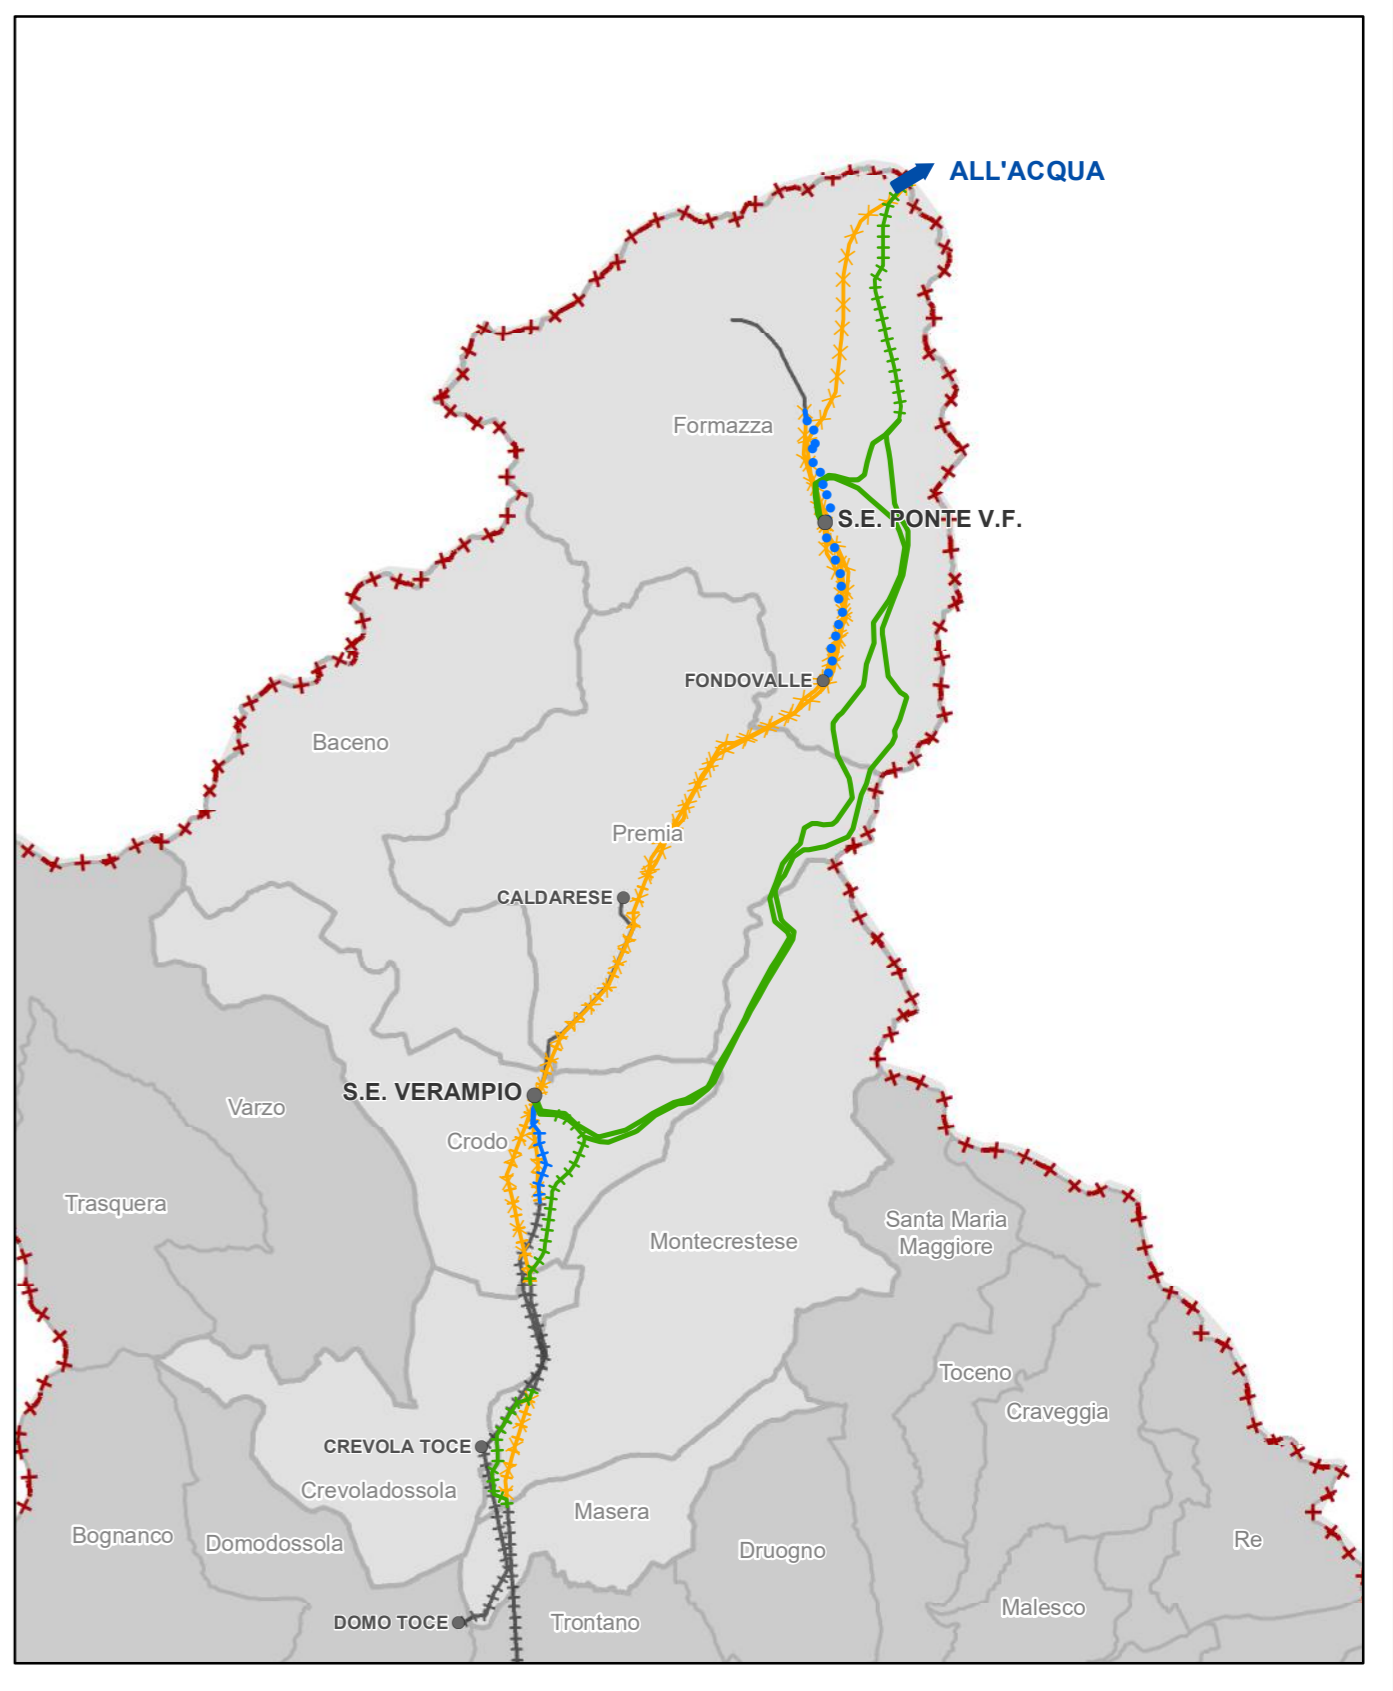 ALL'ACQUA
Formazza
S.E. PONTE V.F.
FONDOVALLE
Baceno
Premia
CALDARESE
S.E. VERAMPIO
Varzo
Crodo
Trasquera
Santa Maria
Maggiore
Montecrestese
Toceno
Craveggia
CREVOLA TOCE
Crevoladossola
Masera
Bognanco
Domodossola
Druogno
Re
Malesco
DOMO TOCE
Trontano